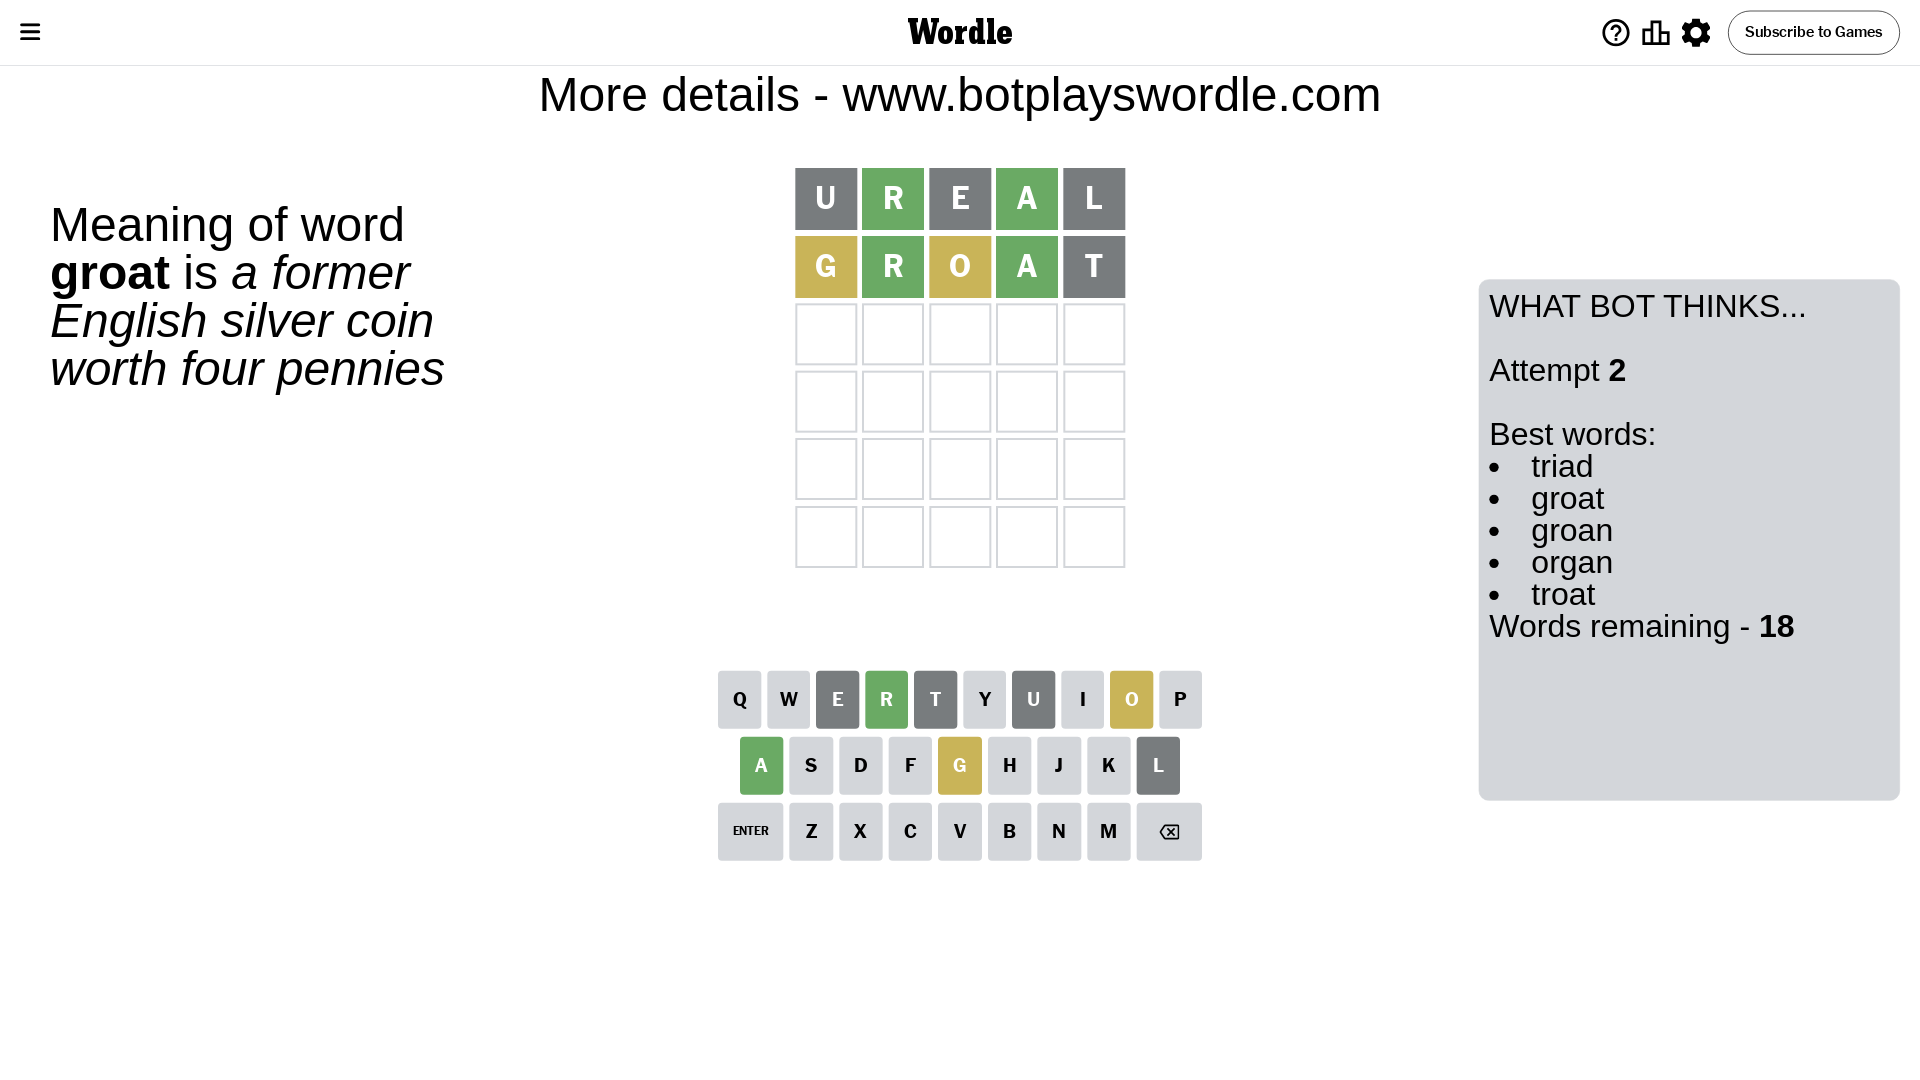 Wordle
Subscribe to Games
More details - www.botplayswordle.com
Meaning of word
groat is a former
English silver coin
worth four pennies
U R E A L
G R O A T
WHAT BOT THINKS...
Attempt 2
Best words:
• triad
• groat
• groan
• organ
• troat
Words remaining - 18
Q W E R T Y U I O P
A S D F G H J K L
ENTER Z X C V B N M